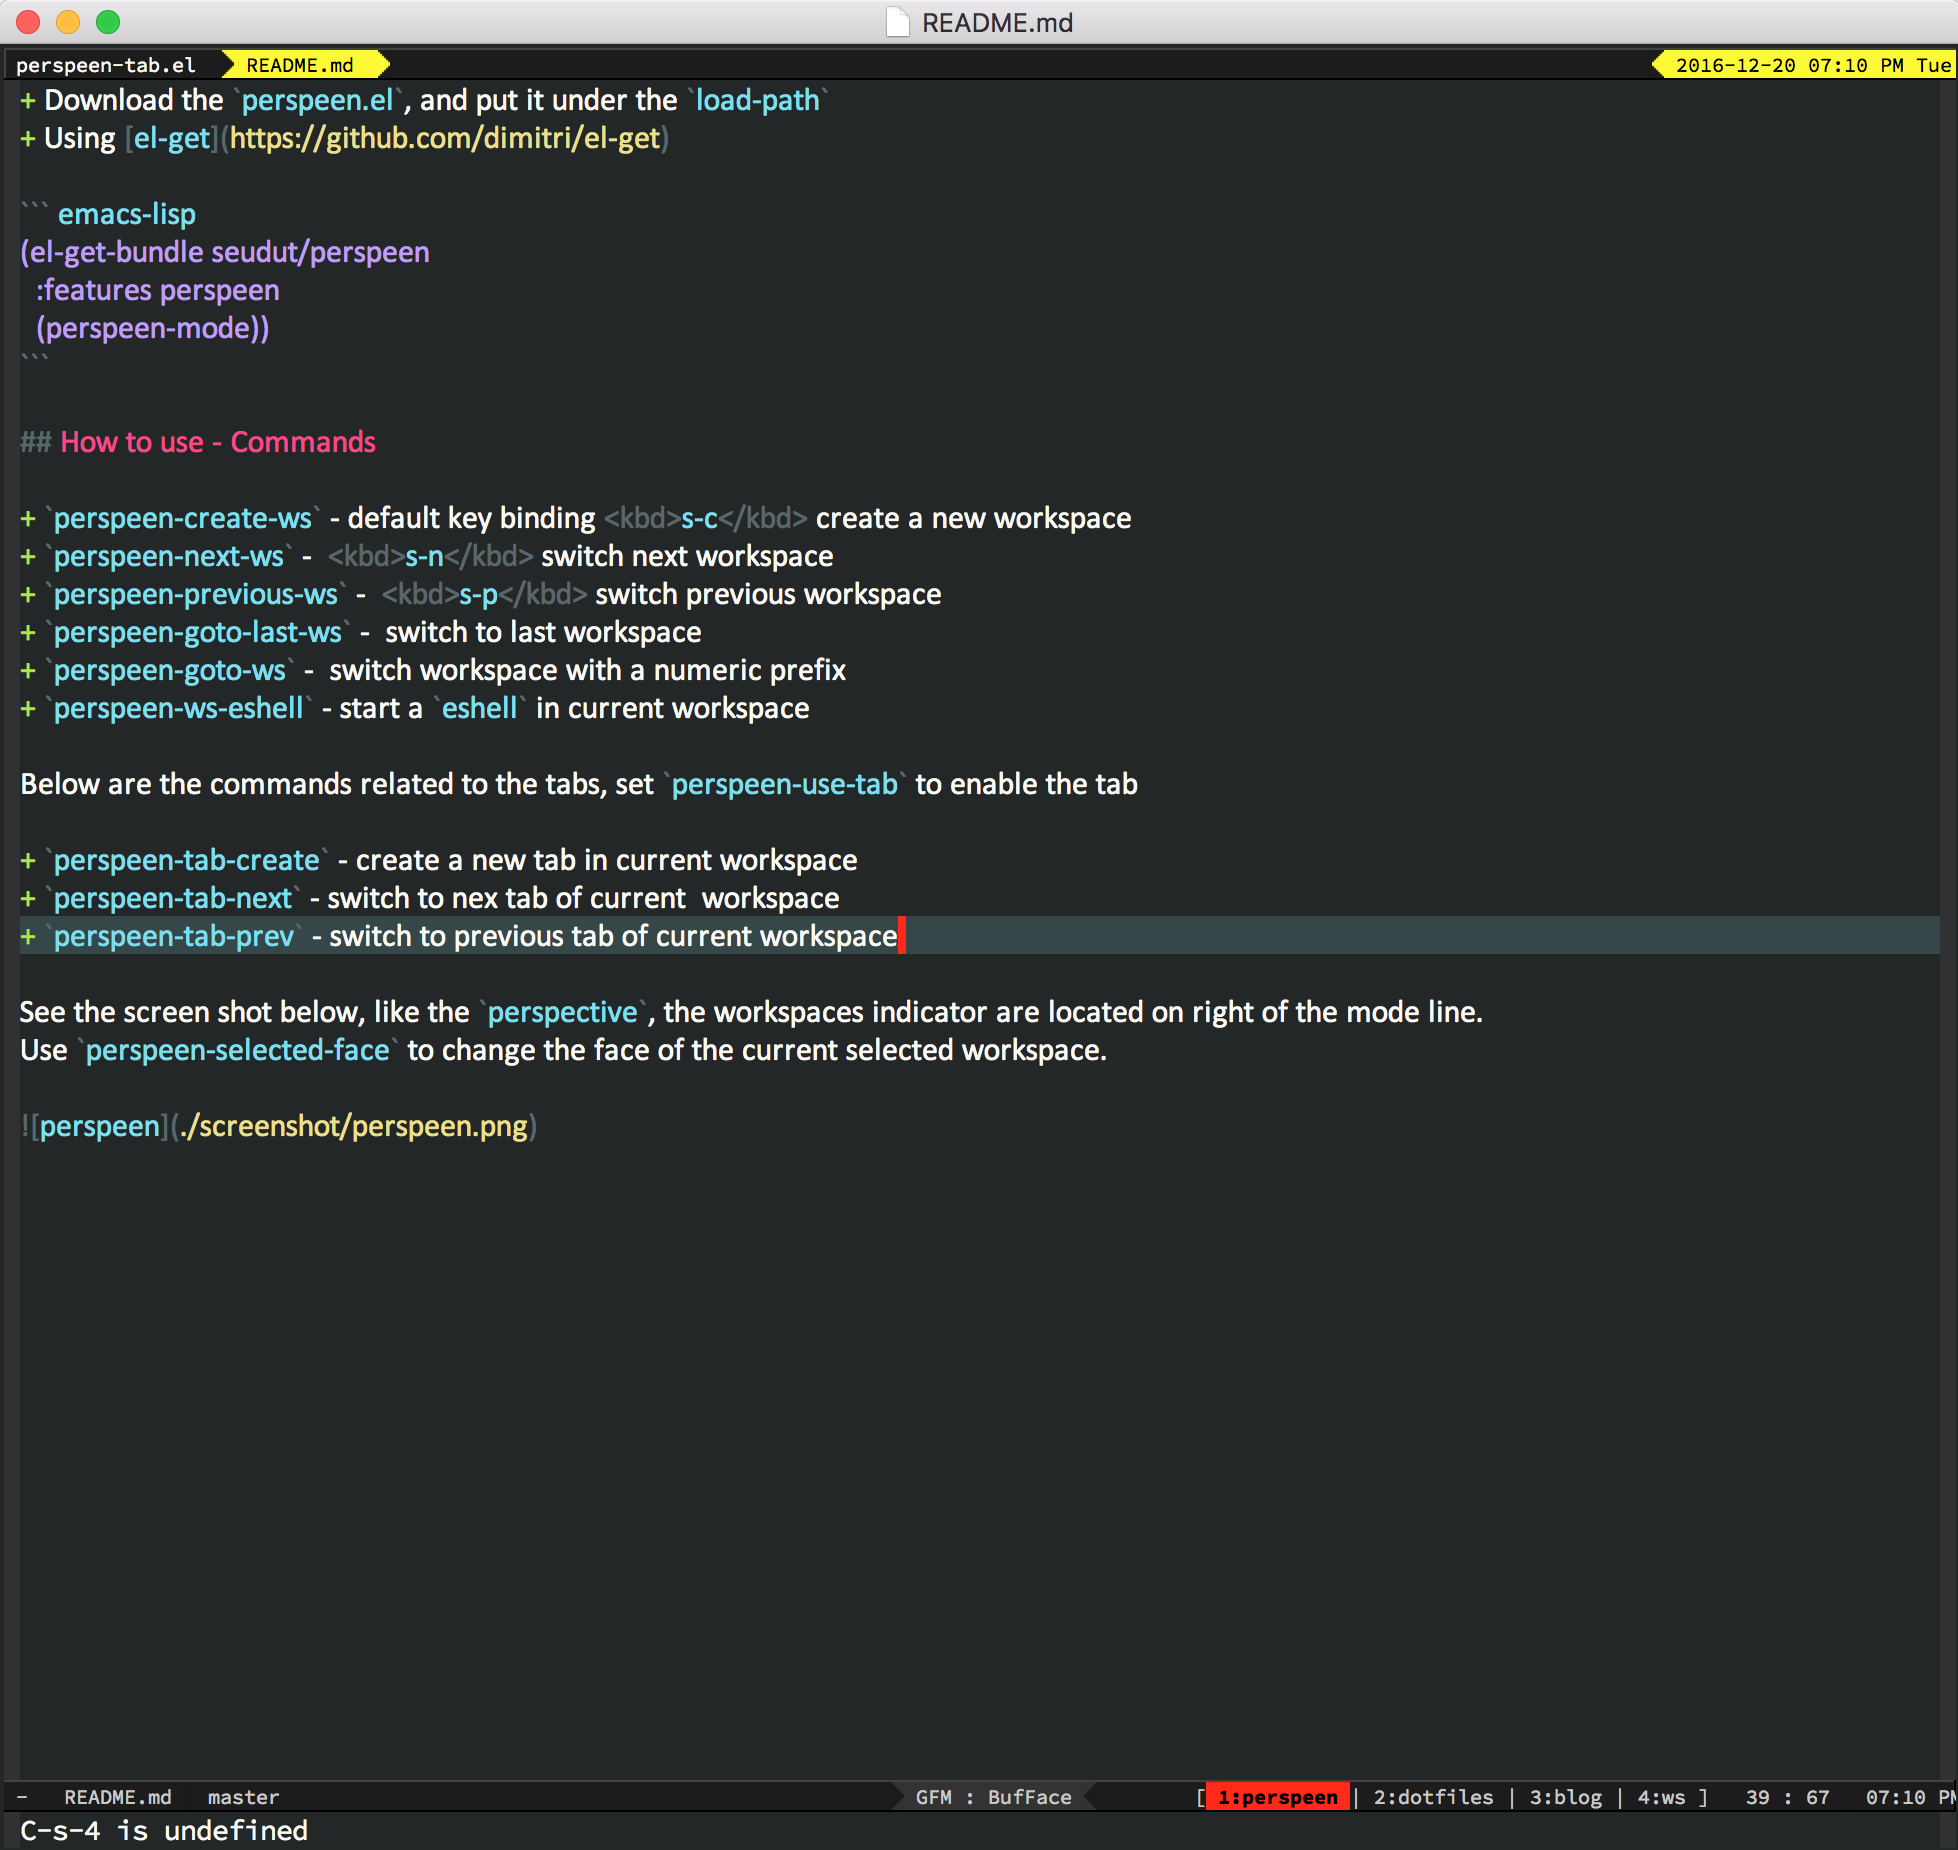 README.md
perspeen-tab.el README.md 2016-12-20 07:10 PM Tue
+ Download the `perspeen.el`, and put it under the `load-path`
+ Using [el-get](https://github.com/dimitri/el-get)
``` emacs-lisp
(el-get-bundle seudut/perspeen
:features perspeen
(perspeen-mode))
```
## How to use - Commands
+ `perspeen-create-ws` - default key binding <kbd>s-c</kbd> create a new workspace
+ `perspeen-next-ws` -  <kbd>s-n</kbd> switch next workspace
+ `perspeen-previous-ws` -  <kbd>s-p</kbd> switch previous workspace
+ `perspeen-goto-last-ws` -  switch to last workspace
+ `perspeen-goto-ws` -  switch workspace with a numeric prefix
+ `perspeen-ws-eshell` - start a `eshell` in current workspace
Below are the commands related to the tabs, set `perspeen-use-tab` to enable the tab
+ `perspeen-tab-create` - create a new tab in current workspace
+ `perspeen-tab-next` - switch to nex tab of current  workspace
+ `perspeen-tab-prev` - switch to previous tab of current workspace
See the screen shot below, like the `perspective`, the workspaces indicator are located on right of the mode line.
Use `perspeen-selected-face` to change the face of the current selected workspace.
![perspeen](./screenshot/perspeen.png)
- README.md master GFM : BufFace [ 1:perspeen | 2:dotfiles | 3:blog | 4:ws ] 39 : 67 07:10 PM
C-s-4 is undefined